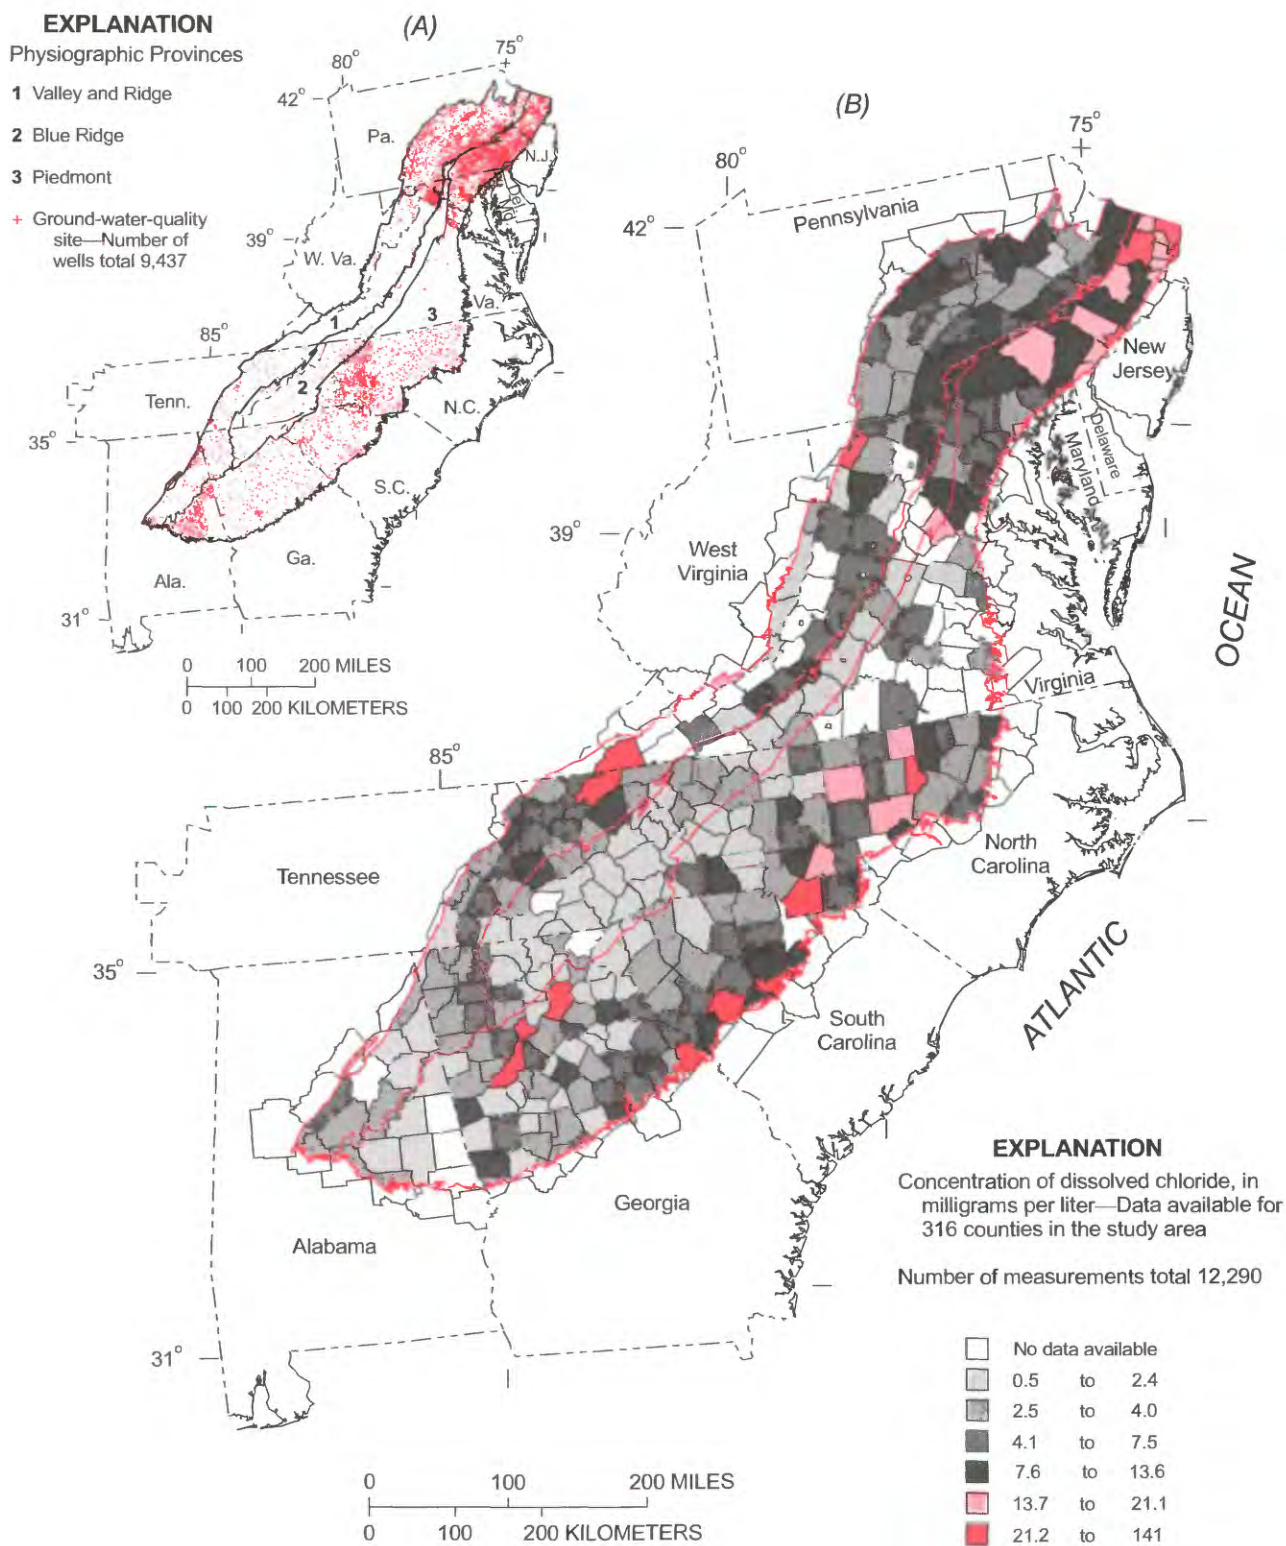 EXPLANATION
Physiographic Provinces
1 Valley and Ridge
2 Blue Ridge
3 Piedmont
+ Ground-water-quality
site—Number of
wells total 9,437
(A)
80°
75°
42°
Pa.
N.J.
Del.
Md.
39°
W. Va.
Va.
85°
1
3
2
Tenn.
N.C.
35°
S.C.
Ga.
Ala.
31°
0 100 200 MILES
0 100 200 KILOMETERS
(B)
75°
80°
42°
Pennsylvania
New
Jersey
Delaware
Maryland
39°
West
Virginia
OCEAN
Virginia
85°
North
Carolina
Tennessee
35°
ATLANTIC
South
Carolina
Georgia
Alabama
31°
0 100 200 MILES
0 100 200 KILOMETERS
EXPLANATION
Concentration of dissolved chloride, in
milligrams per liter—Data available for
316 counties in the study area
Number of measurements total 12,290
No data available
0.5 to 2.4
2.5 to 4.0
4.1 to 7.5
7.6 to 13.6
13.7 to 21.1
21.2 to 141